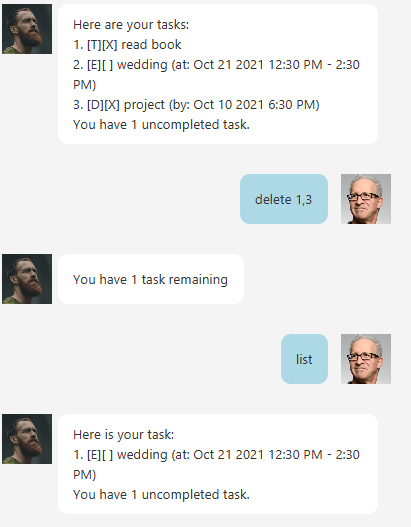 Here are your tasks:
1. [T][X] read book
2. [E][ ] wedding (at: Oct 21 2021 12:30 PM - 2:30
PM)
3. [D][X] project (by: Oct 10 2021 6:30 PM)
You have 1 uncompleted task.
delete 1,3
You have 1 task remaining
list
Here is your task:
1. [E][ ] wedding (at: Oct 21 2021 12:30 PM - 2:30
PM)
You have 1 uncompleted task.